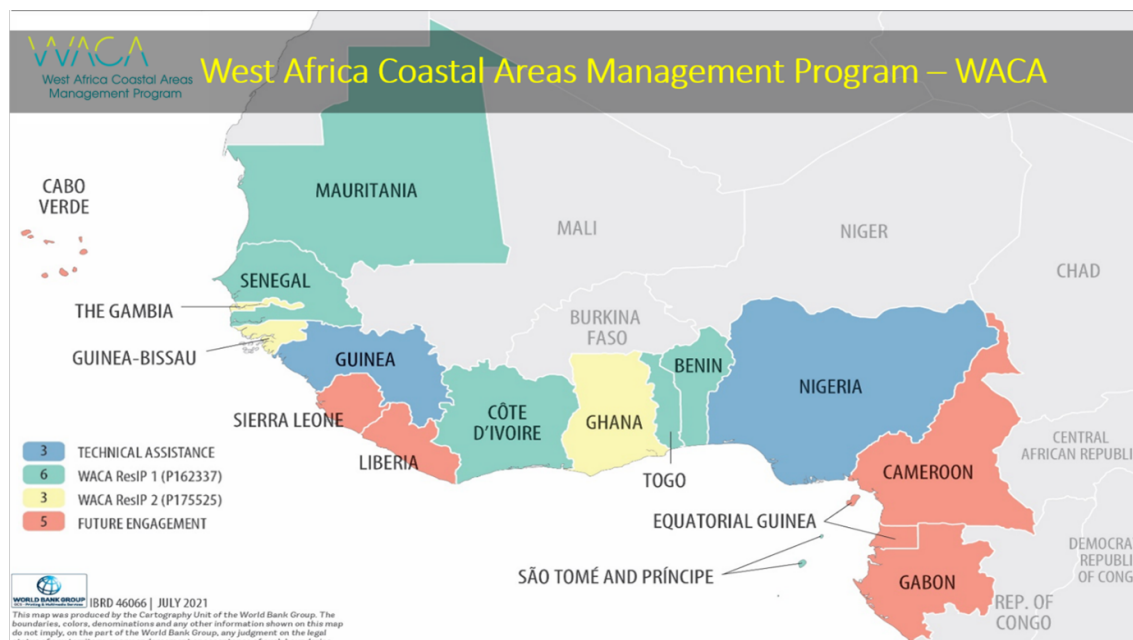 WACA
West Africa Coastal Areas
Management Program
West Africa Coastal Areas Management Program – WACA
CABO
VERDE
MAURITANIA
MALI
NIGER
CHAD
SENEGAL
THE GAMBIA
GUINEA-BISSAU
GUINEA
BURKINA
FASO
BENIN
NIGERIA
SIERRA LEONE
LIBERIA
CÔTE
D'IVOIRE
GHANA
TOGO
CENTRAL
AFRICAN REPUBLI
CAMEROON
EQUATORIAL GUINEA
SÃO TOMÉ AND PRÍNCIPE
GABON
DEMOCRA
REPUBLI
OF CONG
REP. OF
CONGO
3 TECHNICAL ASSISTANCE
6 WACA ResIP 1 (P162337)
3 WACA ResIP 2 (P175525)
5 FUTURE ENGAGEMENT
WORLD BANK GROUP
IBRD 46066 | JULY 2021
This map was produced by the Cartography Unit of the World Bank Group. The
boundaries, colors, denominations and any other information shown on this map
do not imply, on the part of the World Bank Group, any judgment on the legal